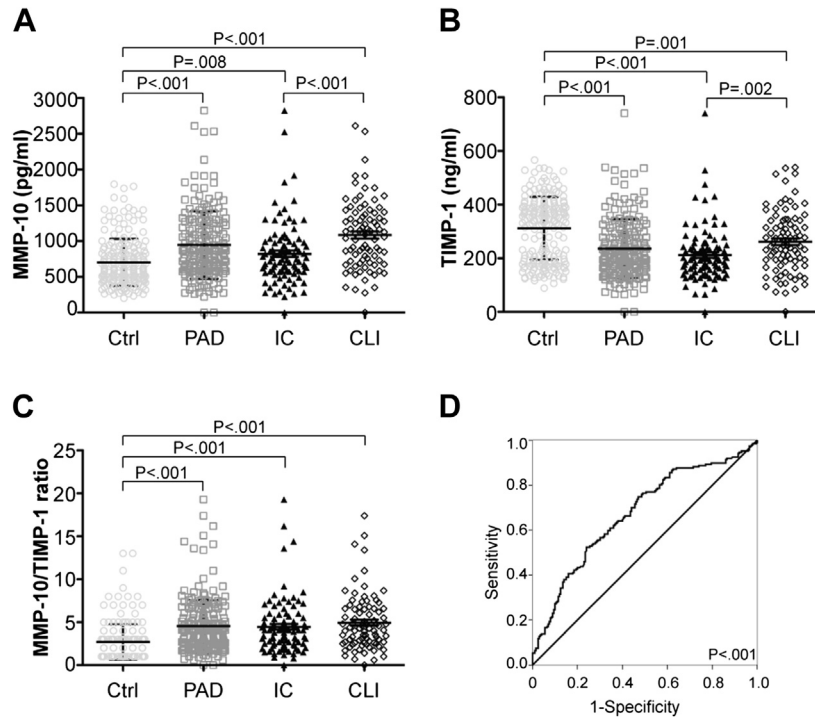 A
P<.001
P=.008
P<.001
P<.001
MMP-10 (pg/ml)
3000
2500
2000
1500
1000
500
0
Ctrl PAD IC CLI
B
P=.001
P<.001
P<.001
P=.002
TIMP-1 (ng/ml)
800
600
400
200
0
Ctrl PAD IC CLI
C
P<.001
P<.001
P<.001
MMP-10/TIMP-1 ratio
25
20
15
10
5
0
Ctrl PAD IC CLI
D
Sensitivity
1.0
0.8
0.6
0.4
0.2
0.0
P<.001
0 0.2 0.4 0.6 0.8 1.0
1-Specificity